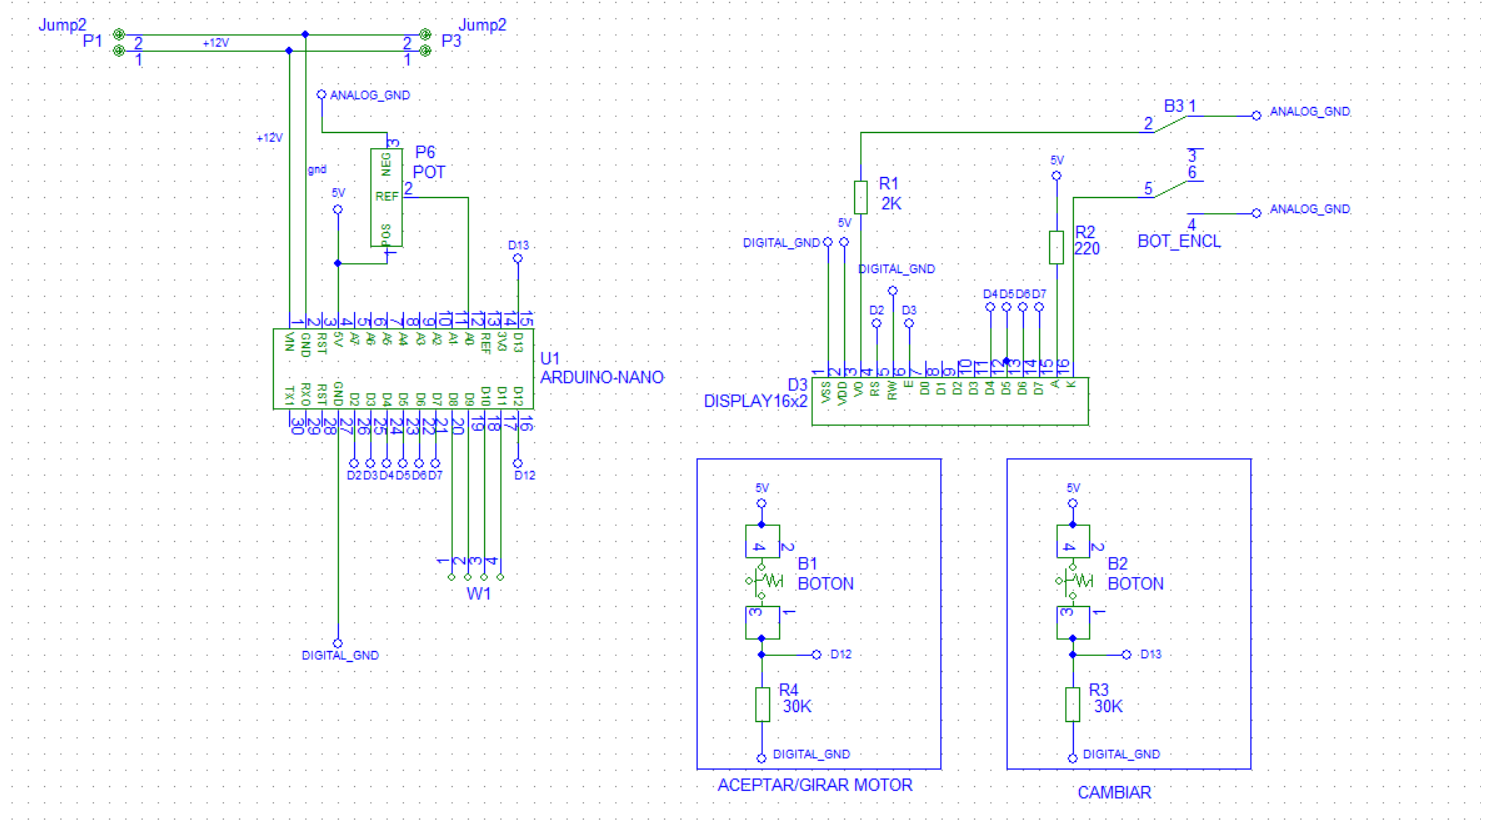 Jump2
P1
2
1
+12V
2
1
Jump2
P3
ANALOG_GND
+12V
gnd
5V
3
NEG
REF
POS
2
1
P6
POT
D13
1 2 3 4 5 6 7 8 9 10 11 12 13 14 15
VIN GND RST 5V A7 A6 A5 A4 A3 A2 A1 A0 REF 3V3 D13
TX1 RX0 RST GND D2 D3 D4 D5 D6 D7 D8 D9 D10 D11 D12
30 29 28 27 26 25 24 23 22 21 20 19 18 17 16
U1
ARDUINO-NANO
D2 D3 D4 D5 D6 D7
D12
1 2 3 4
W1
DIGITAL_GND
B3 1
2
ANALOG_GND
3
6
5
4
ANALOG_GND
BOT_ENCL
R1
2K
5V
R2
220
5V
DIGITAL_GND
DIGITAL_GND
D2
D3
D4 D5 D6 D7
1 2 3 4 5 6 7 8 9 10 11 12 13 14 15 16
VSS VDD VO RS RW E D0 D1 D2 D3 D4 D5 D6 D7 A K
D3
DISPLAY16x2
5V
4
2
B1
BOTON
3
1
D12
R4
30K
DIGITAL_GND
ACEPTAR/GIRAR MOTOR
5V
4
2
B2
BOTON
3
1
D13
R3
30K
DIGITAL_GND
CAMBIAR